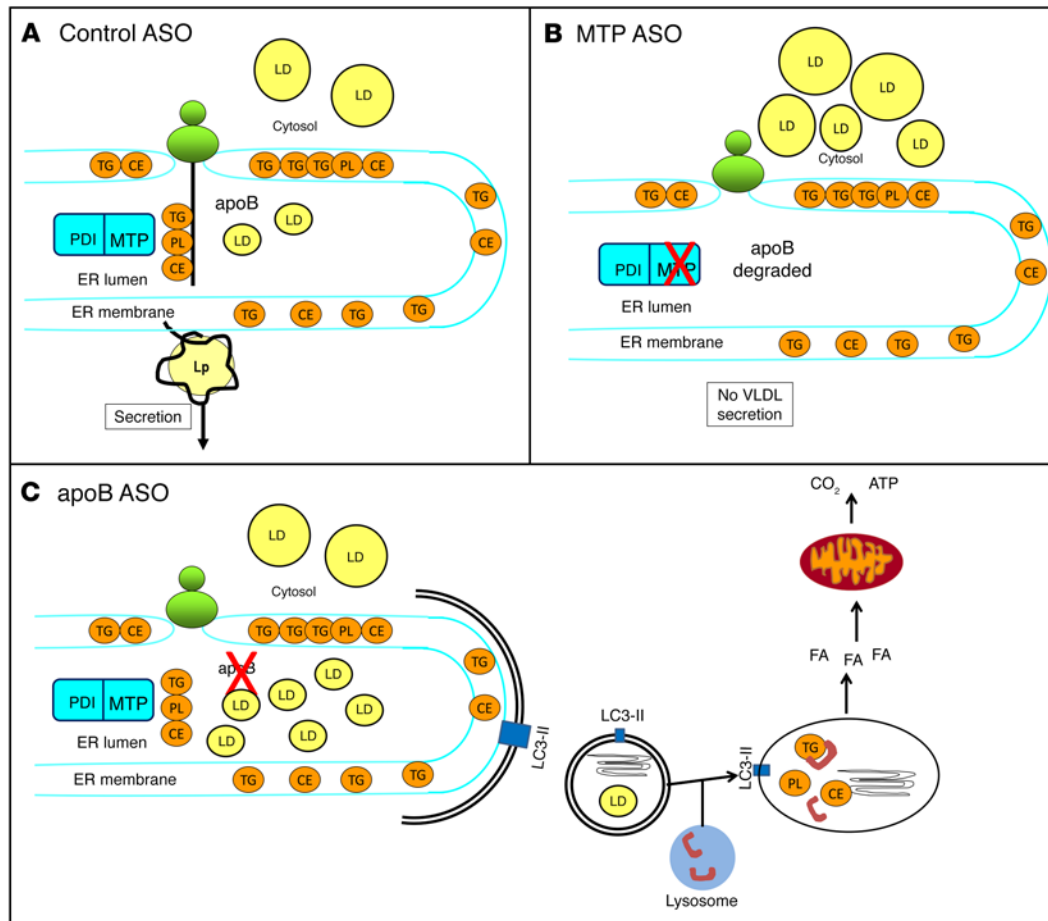 A Control ASO
LD
LD
Cytosol
TG CE
TG TG TG PL CE
TG
apoB
TG
LD
LD
PDI MTP
PL
CE
CE
ER lumen
ER membrane
TG
CE
TG
TG
Lp
Secretion
B MTP ASO
LD
LD
LD
LD
LD
Cytosol
TG CE
TG TG TG PL CE
TG
PDI MTP
apoB
degraded
CE
ER lumen
ER membrane
TG
CE
TG
TG
No VLDL
secretion
C apoB ASO
LD
LD
Cytosol
TG CE
TG TG TG PL CE
TG
apoB
TG
LD
LD
LD
LD
LD
LD
PDI MTP
PL
CE
CE
ER lumen
LC3-II
ER membrane
TG
CE
TG
TG
CO2 ATP
FA FA FA
LC3-II
LD
LC3-II
TG
PL
CE
Lysosome